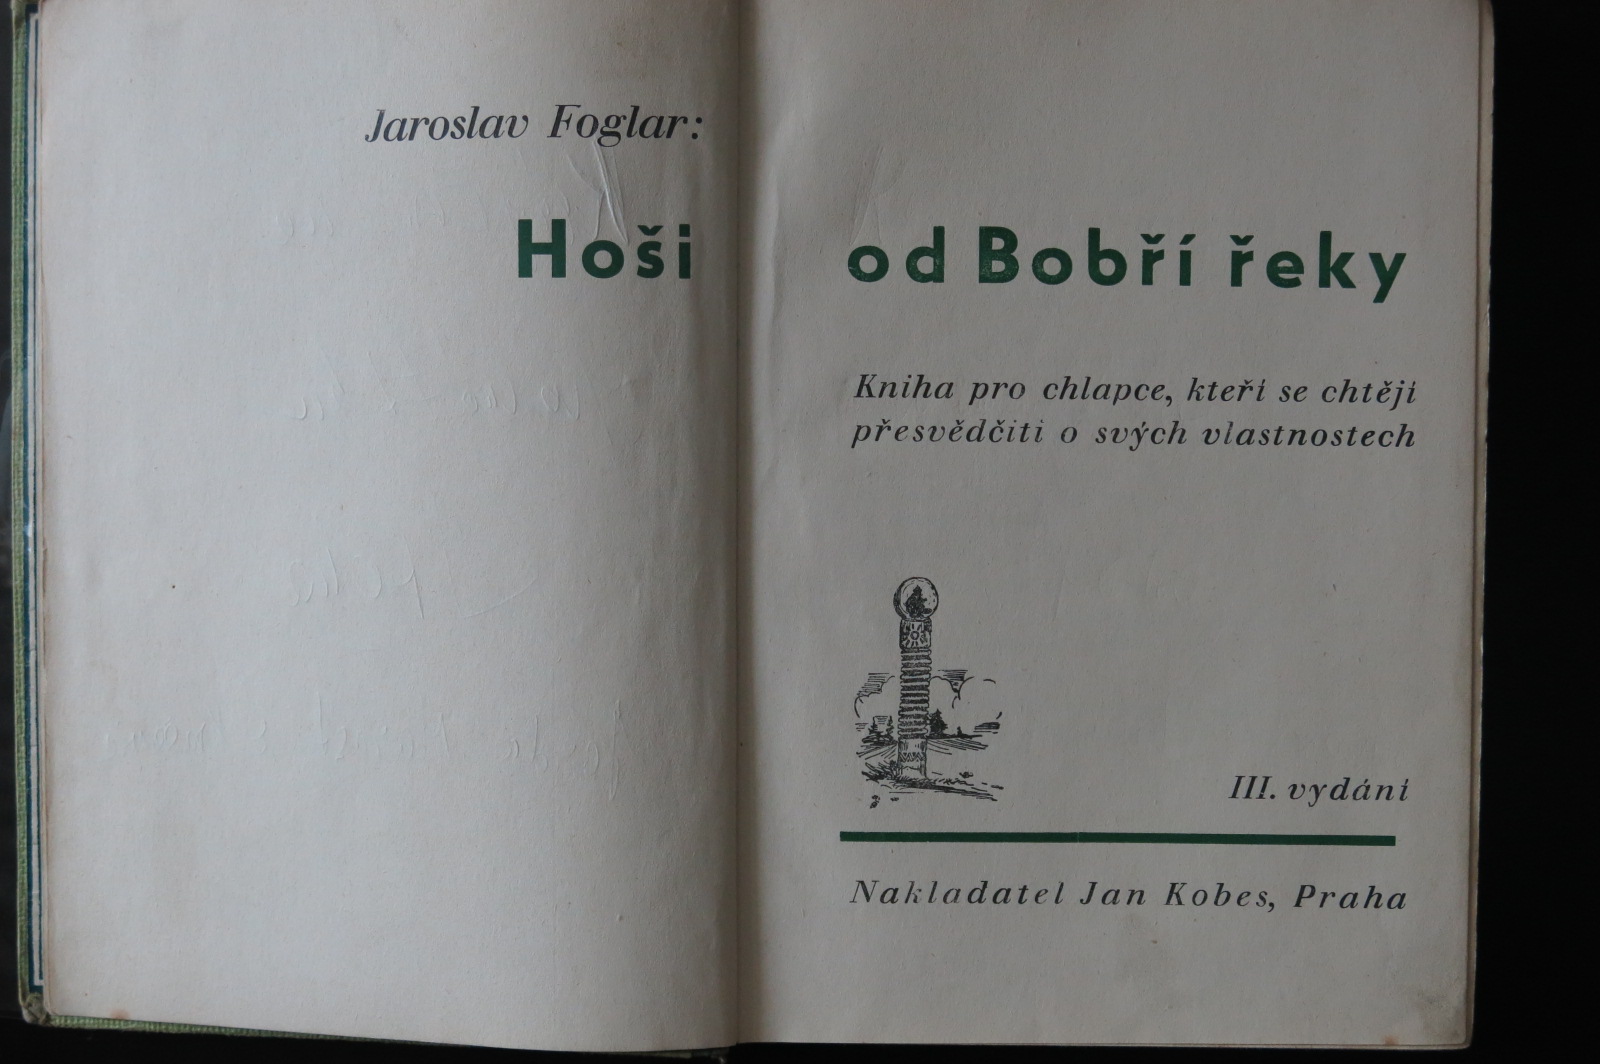 Jaroslav Foglar:
Hoši od Bobří řeky
Kniha pro chlapce, kteří se chtějí
přesvědčiti o svých vlastnostech
III. vydání
Nakladatel Jan Kobes, Praha